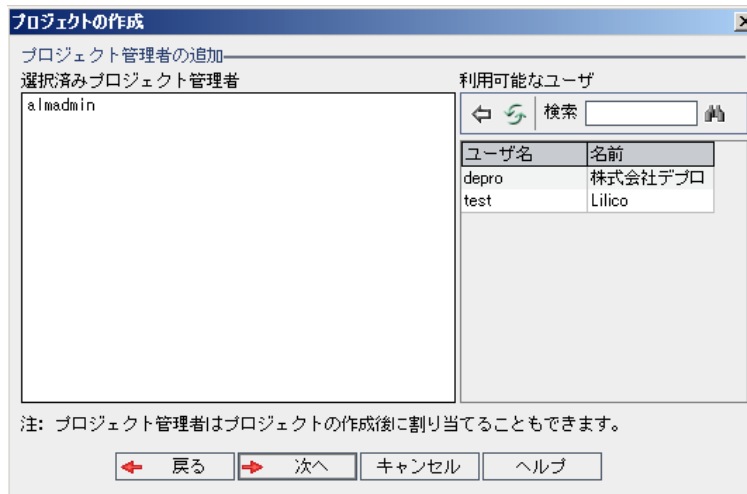 プロジェクトの作成
プロジェクト管理者の追加
選択済みプロジェクト管理者
almadmin
利用可能なユーザ
検索
ユーザ名 名前
depro 株式会社デプロ
test Lilico
注: プロジェクト管理者はプロジェクトの作成後に割り当てることもできます。
戻る 次へ キャンセル ヘルプ